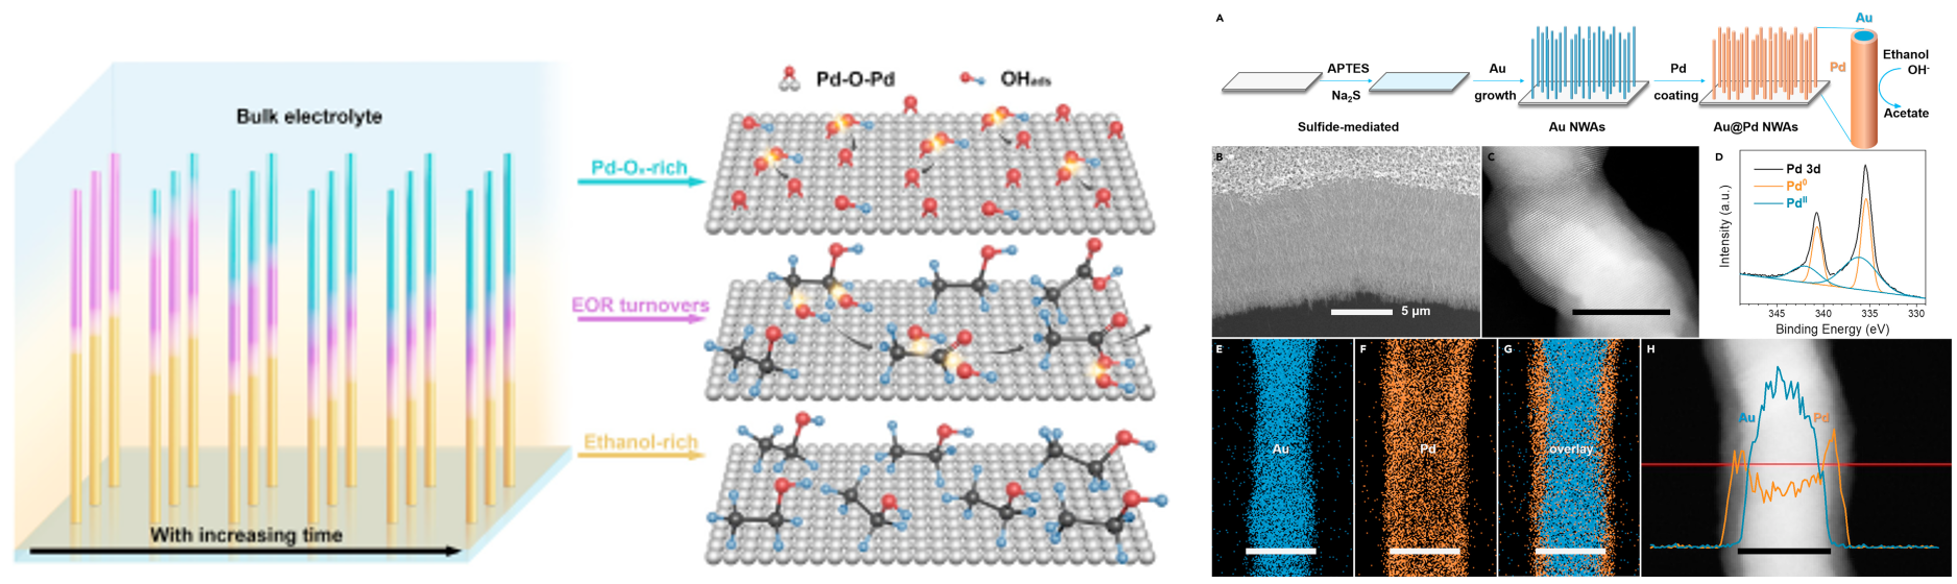 Bulk electrolyte
With increasing time
Pd-Oₓ-rich
EOR turnovers
Ethanol-rich
Pd-O-Pd
OHads
A
APTES
Na₂S
Au
growth
Pd
coating
Au
Pd
Ethanol
OH⁻
Acetate
Sulfide-mediated
Au NWAs
Au@Pd NWAs
B
5 μm
C
D
Pd 3d
Pd⁰
Pdᴵᴵ
Intensity (a.u.)
345 340 335 330
Binding Energy (eV)
E
Au
F
Pd
G
overlay
H
Au
Pd